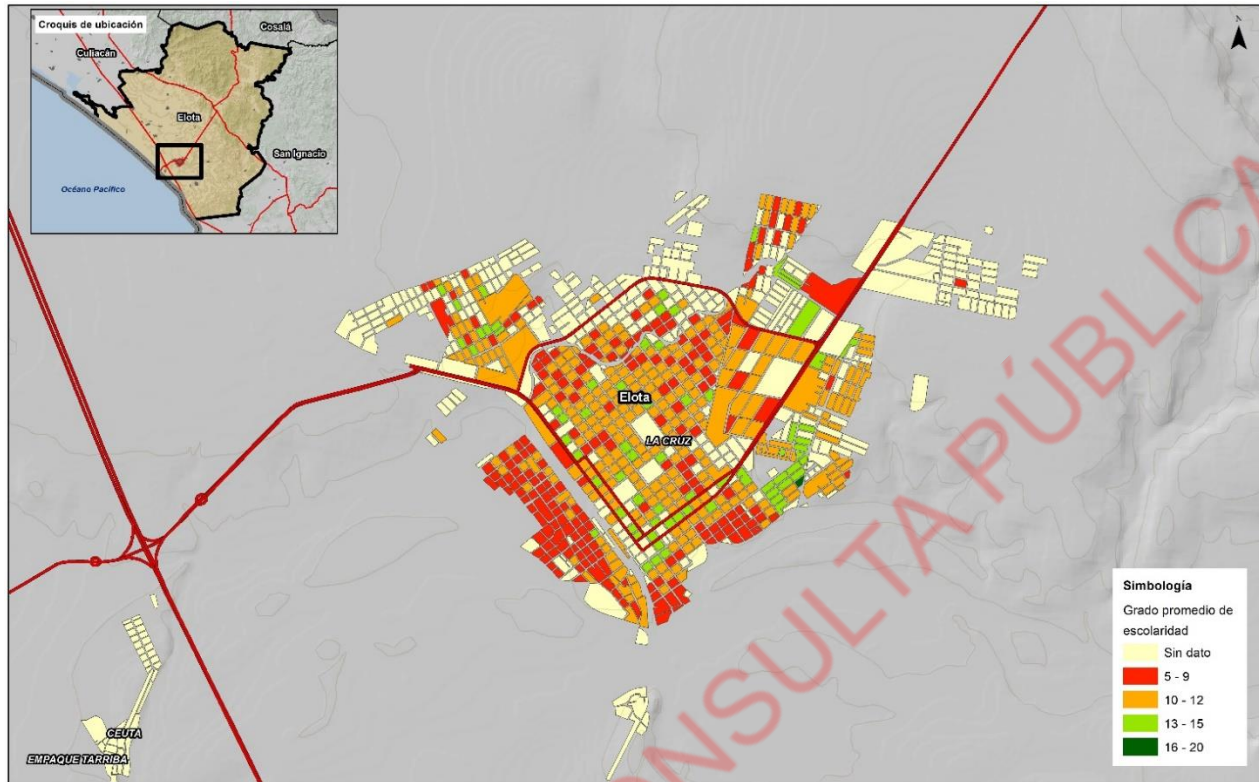 Croquis de ubicación
Cosalá
Culiacán
Elota
San Ignacio
Océano Pacífico
N
Elota
LA CRUZ
CEUTA
EMPAQUE TARRIBA
CONSULTA PÚBLICA
Simbología
Grado promedio de
escolaridad
Sin dato
5 - 9
10 - 12
13 - 15
16 - 20